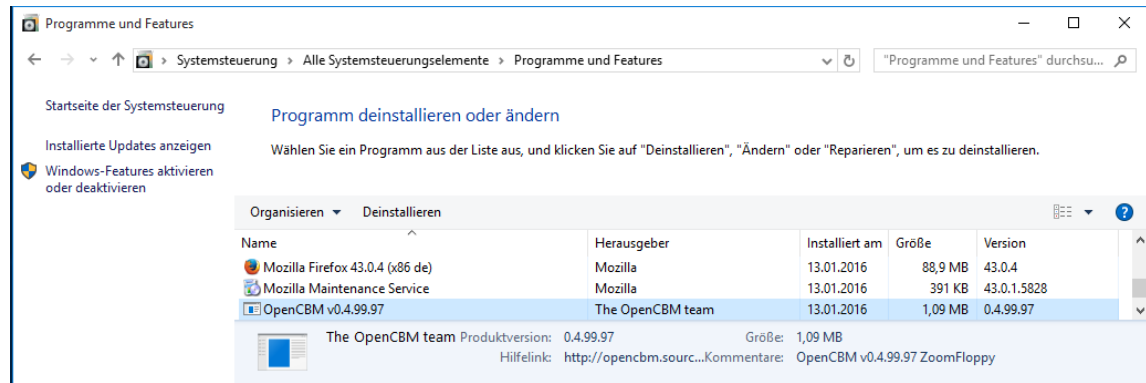 Programme und Features
Systemsteuerung > Alle Systemsteuerungselemente > Programme und Features
"Programme und Features" durchsu...
Startseite der Systemsteuerung
Installierte Updates anzeigen
Windows-Features aktivieren
oder deaktivieren
Programm deinstallieren oder ändern
Wählen Sie ein Programm aus der Liste aus, und klicken Sie auf "Deinstallieren", "Ändern" oder "Reparieren", um es zu deinstallieren.
Organisieren Deinstallieren
Name Herausgeber Installiert am Größe Version
Mozilla Firefox 43.0.4 (x86 de) Mozilla 13.01.2016 88,9 MB 43.0.4
Mozilla Maintenance Service Mozilla 13.01.2016 391 KB 43.0.1.5828
OpenCBM v0.4.99.97 The OpenCBM team 13.01.2016 1,09 MB 0.4.99.97
The OpenCBM team Produktversion: 0.4.99.97 Größe: 1,09 MB
Hilfelink: http://opencbm.sourc... Kommentare: OpenCBM v0.4.99.97 ZoomFloppy